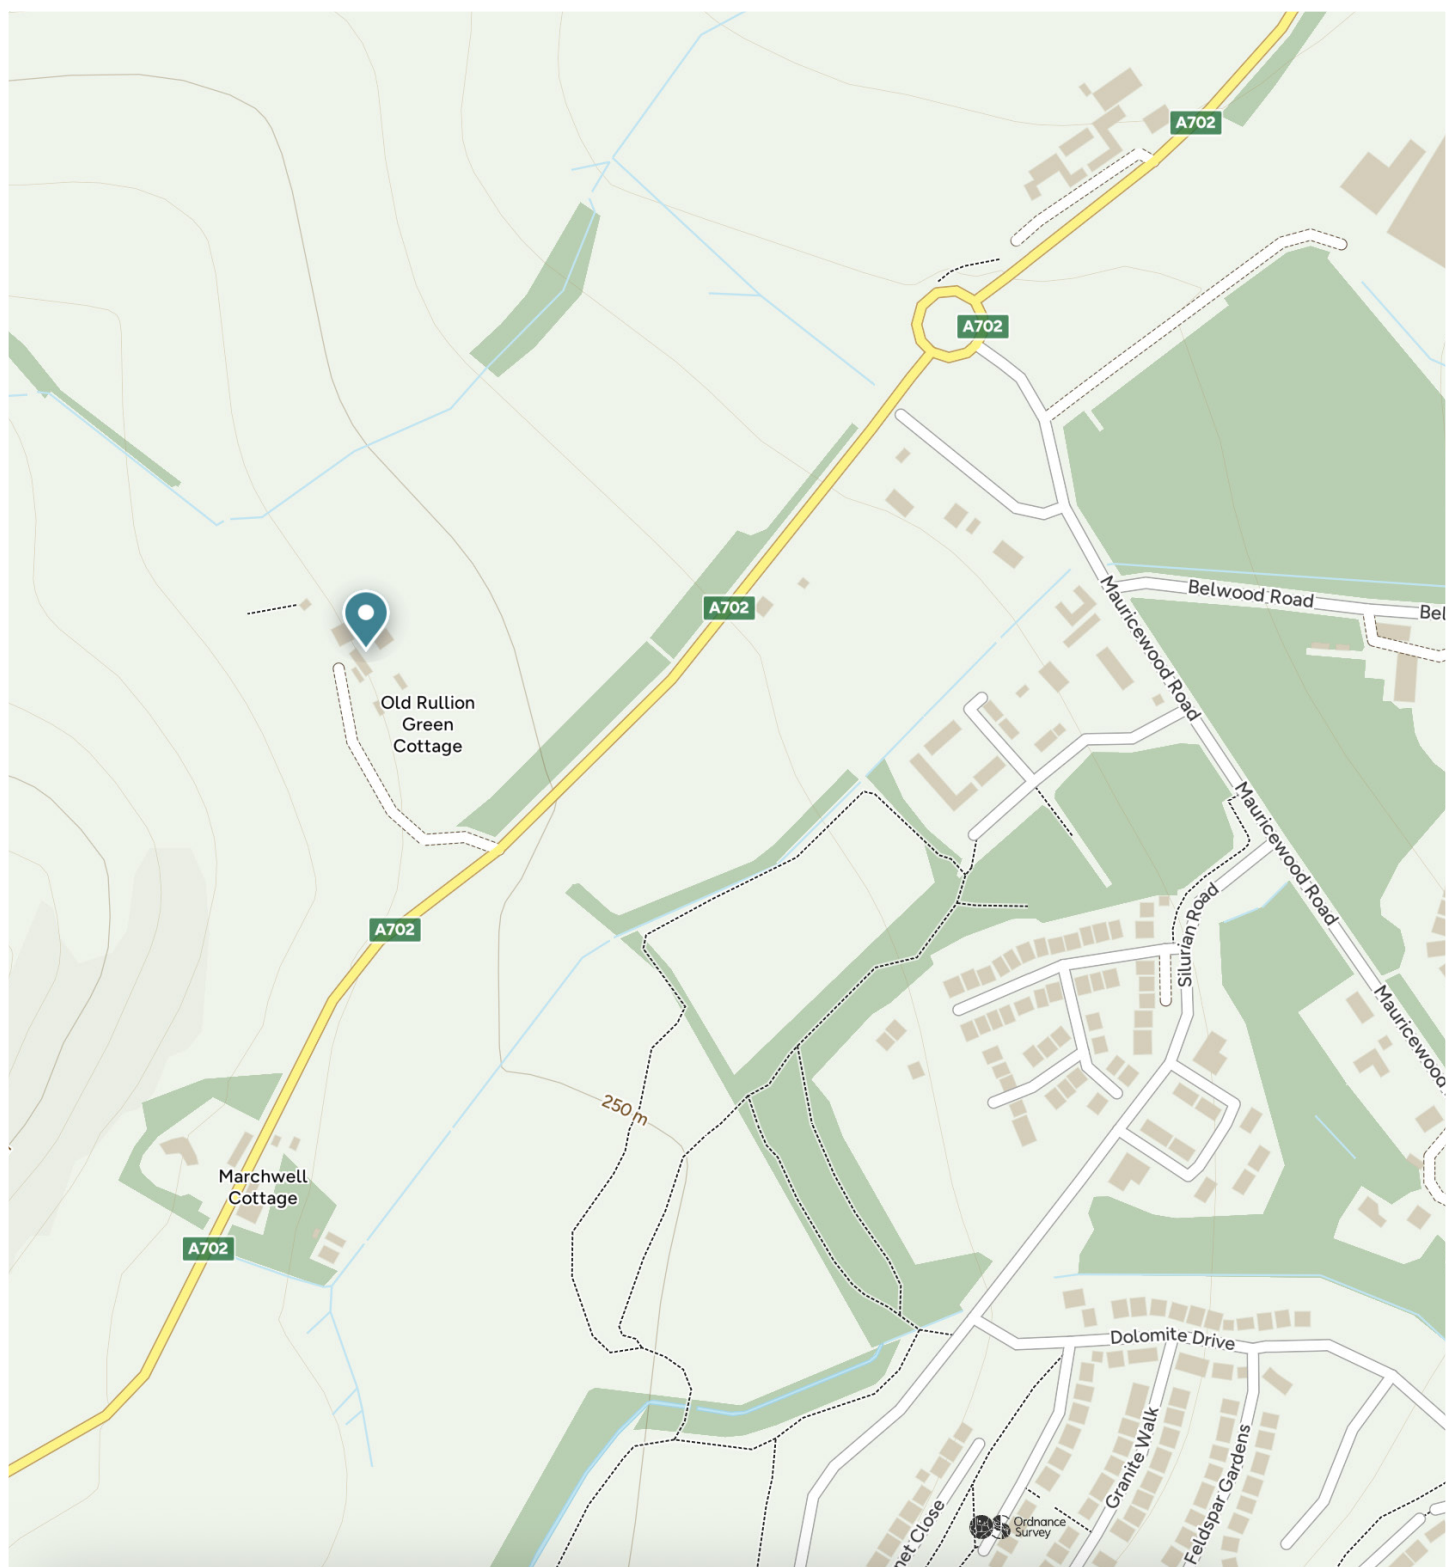 A702
A702
Belwood Road
Bel
Mauricewood Road
A702
Old Rullion
Green
Cottage
Mauricewood Road
Silurian Road
A702
Mauricewood
250 m
Marchwell
Cottage
A702
Dolomite Drive
Granite Walk
Feldspar Gardens
net Close
Ordnance
Survey